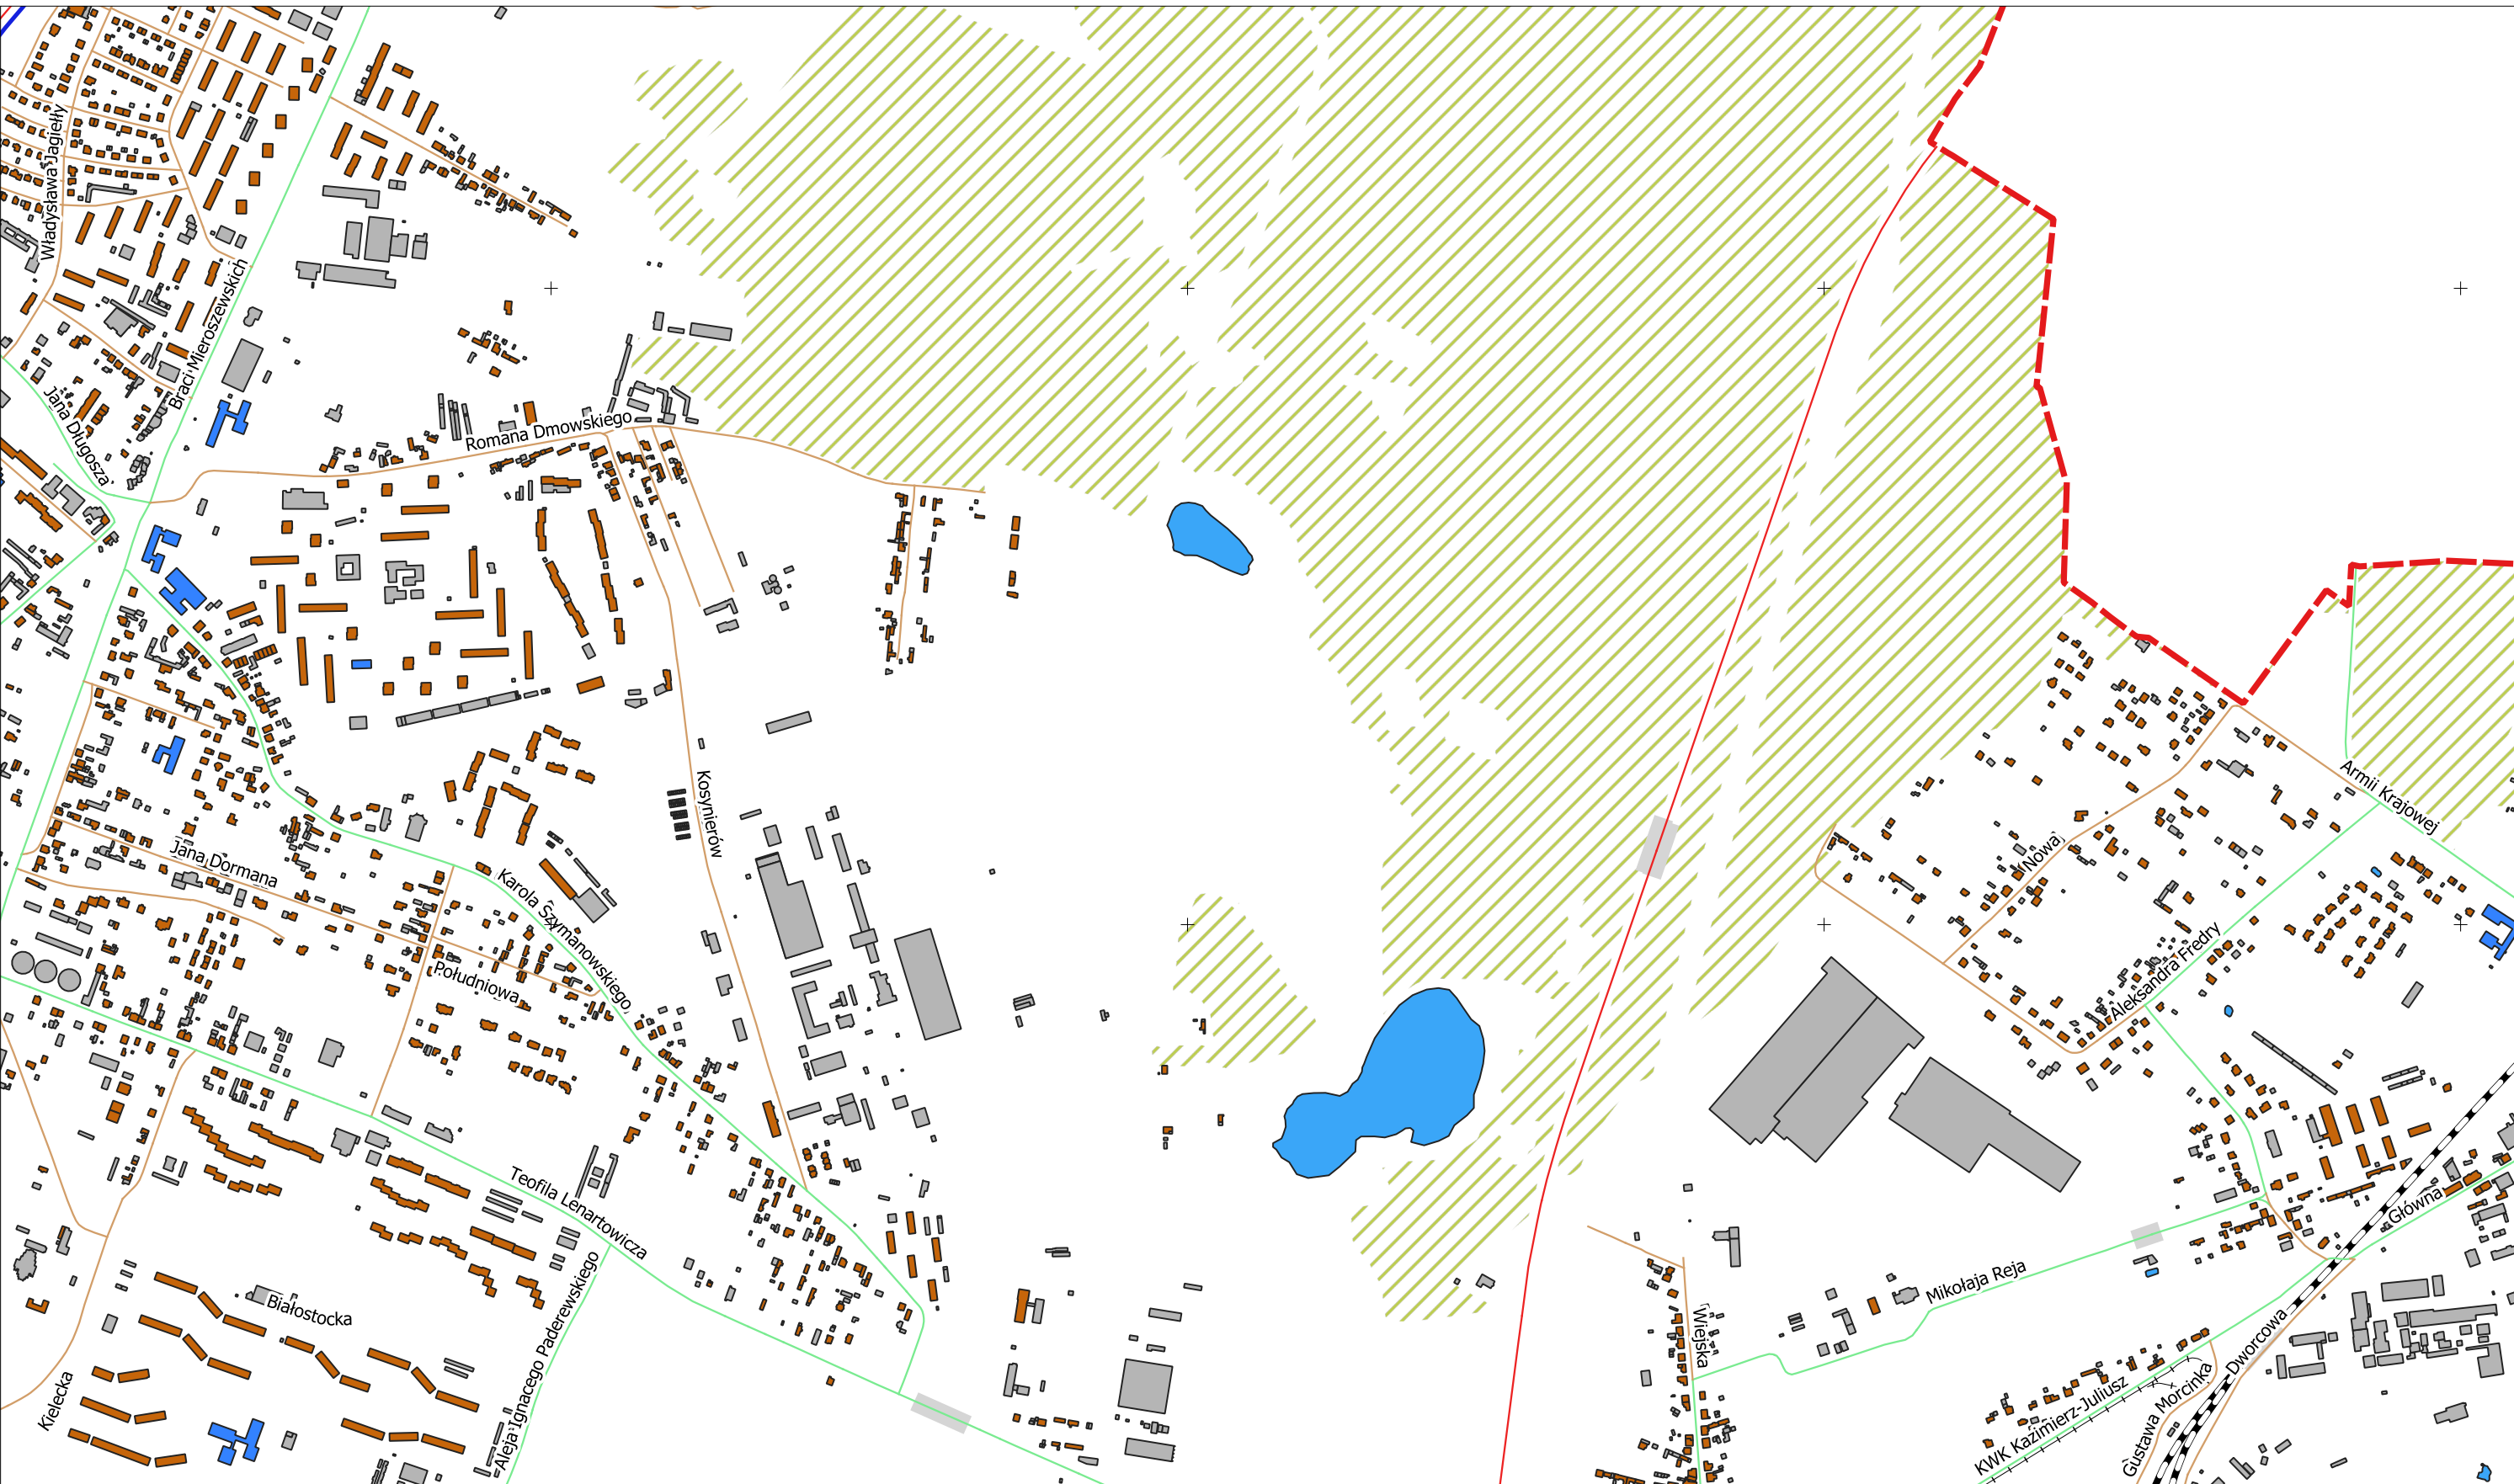 Władysława Jagiełły
Braci Mieroszewskich
Jana Długosza
Romana Dmowskiego
Kosynierów
Jana Dormana
Karola Szymanowskiego
Południowa
Teofila Lenartowicza
Aleja Ignacego Paderewskiego
Białostocka
Kielecka
Armii Krajowej
Nowa
Aleksandra Fredry
Główna
Mikołaja Reja
Wiejska
Dworcowa
KWK Kazimierz-Juliusz
Gustawa Morcinka